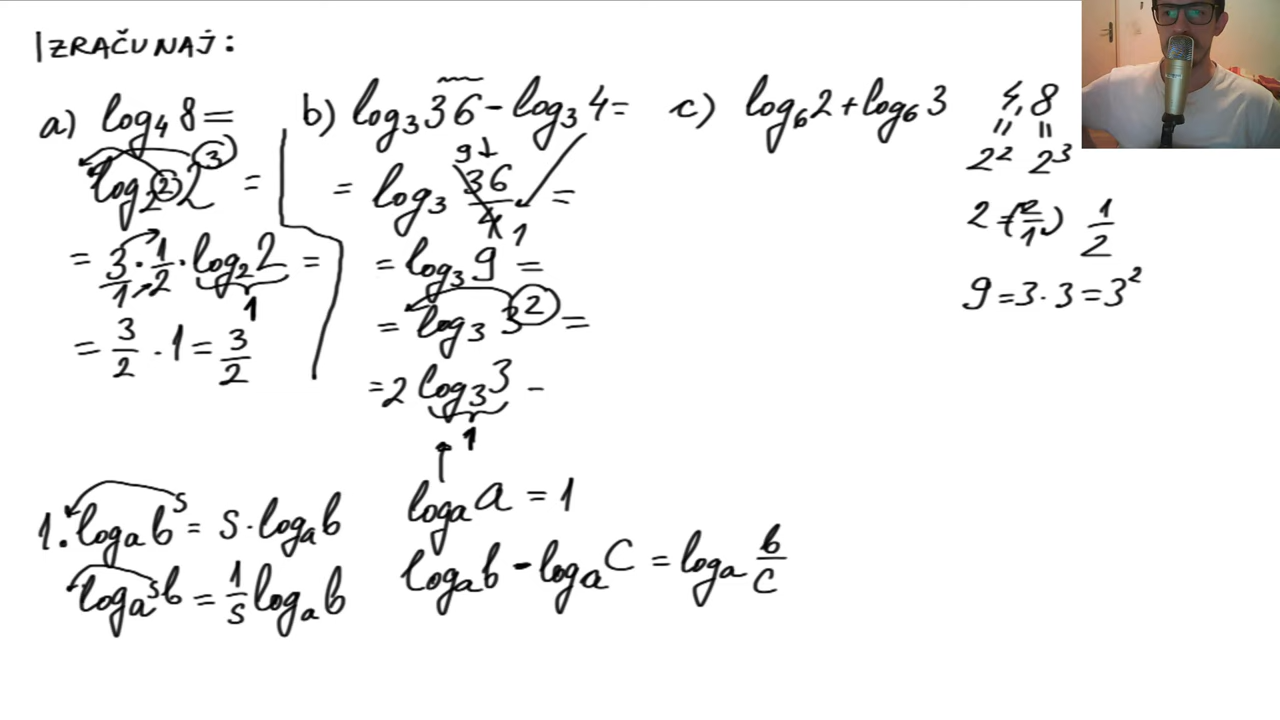 IZRAČUNAJ:
a) log₄ 8 =
log₂² 2³ =
= 3/1 · 1/2 · log₂ 2 =
1
= 3/2 · 1 = 3/2
b) log₃ 36 - log₃ 4 =
9
= log₃ 36/4 =
1
= log₃ 9 =
= log₃ 3² =
= 2 log₃ 3 -
1
c) log₆ 2 + log₆ 3
4, 8
= =
2² 2³
2 = (2/1) 1/2
9 = 3 · 3 = 3²
1. logₐ bˢ = s · logₐ b
logₐˢ b = 1/s logₐ b
logₐ a = 1
logₐ b - logₐ c = logₐ b/c